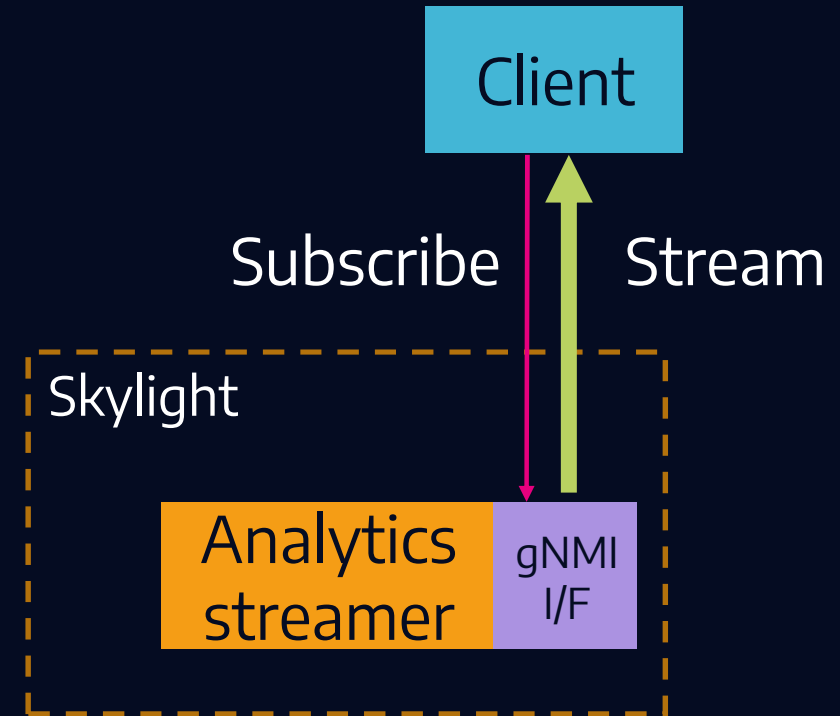 Client
Subscribe
Stream
Skylight
Analytics
streamer
gNMI
I/F